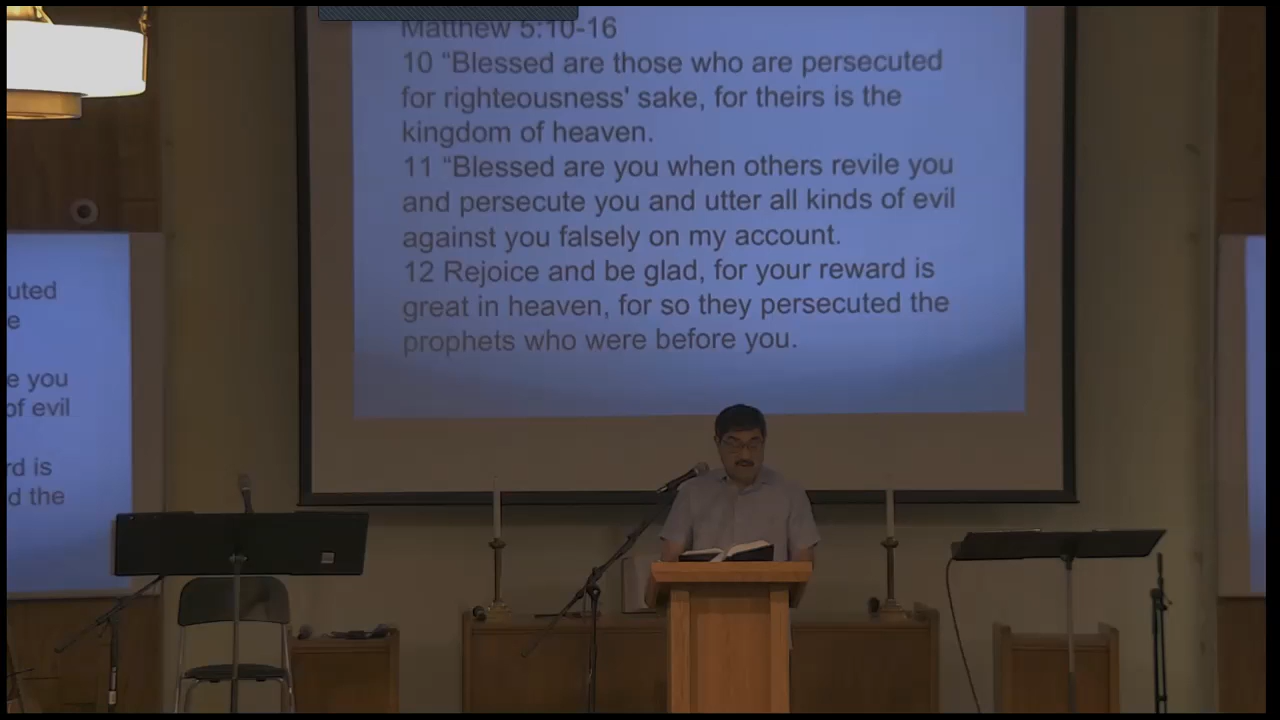 Matthew 5:10-16
10 “Blessed are those who are persecuted
for righteousness' sake, for theirs is the
kingdom of heaven.
11 “Blessed are you when others revile you
and persecute you and utter all kinds of evil
against you falsely on my account.
12 Rejoice and be glad, for your reward is
great in heaven, for so they persecuted the
prophets who were before you.
uted
e
e you
of evil
rd is
d the